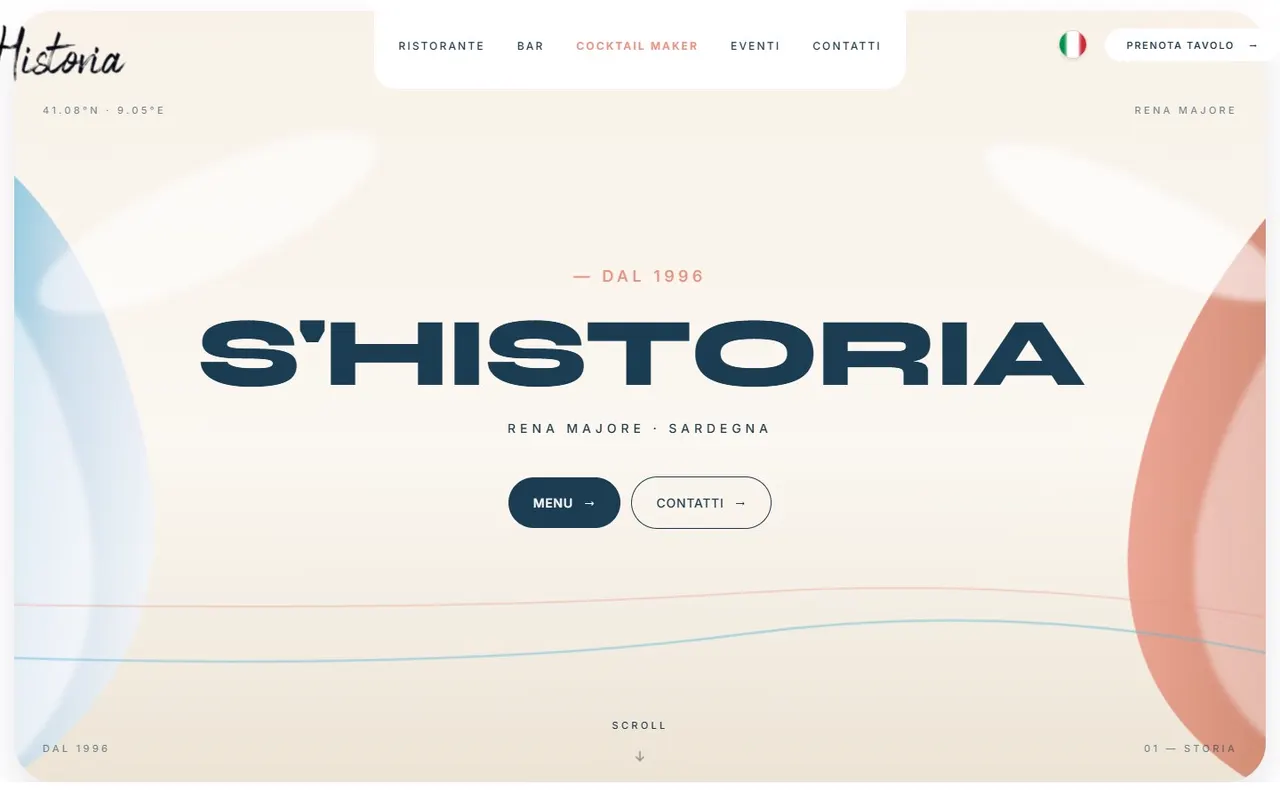 Historia
RISTORANTE BAR COCKTAIL MAKER EVENTI CONTATTI
PRENOTA TAVOLO →
41.08°N · 9.05°E
RENA MAJORE
— DAL 1996
S'HISTORIA
RENA MAJORE · SARDEGNA
MENU →
CONTATTI →
SCROLL
↓
DAL 1996
01 — STORIA